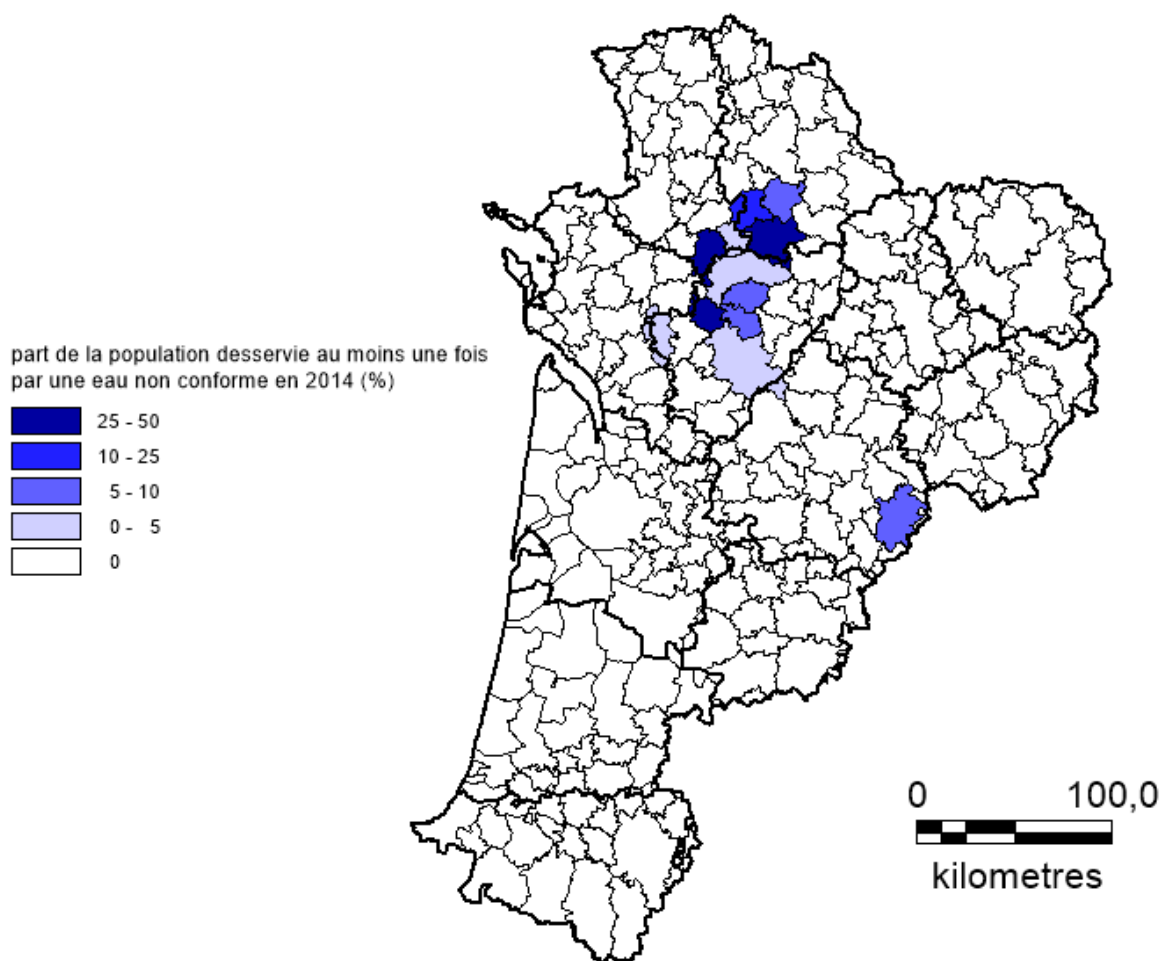 part de la population desservie au moins une fois
par une eau non conforme en 2014 (%)
25 - 50
10 - 25
5 - 10
0 - 5
0
0 100,0
kilometres